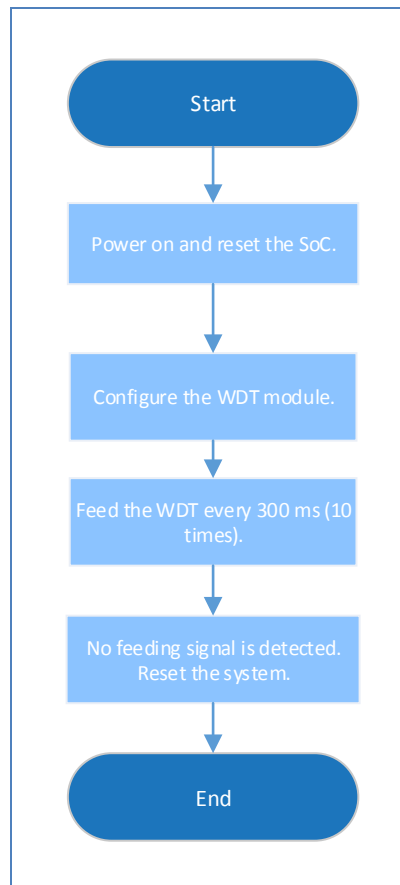 Start
Power on and reset the SoC.
Configure the WDT module.
Feed the WDT every 300 ms (10
times).
No feeding signal is detected.
Reset the system.
End